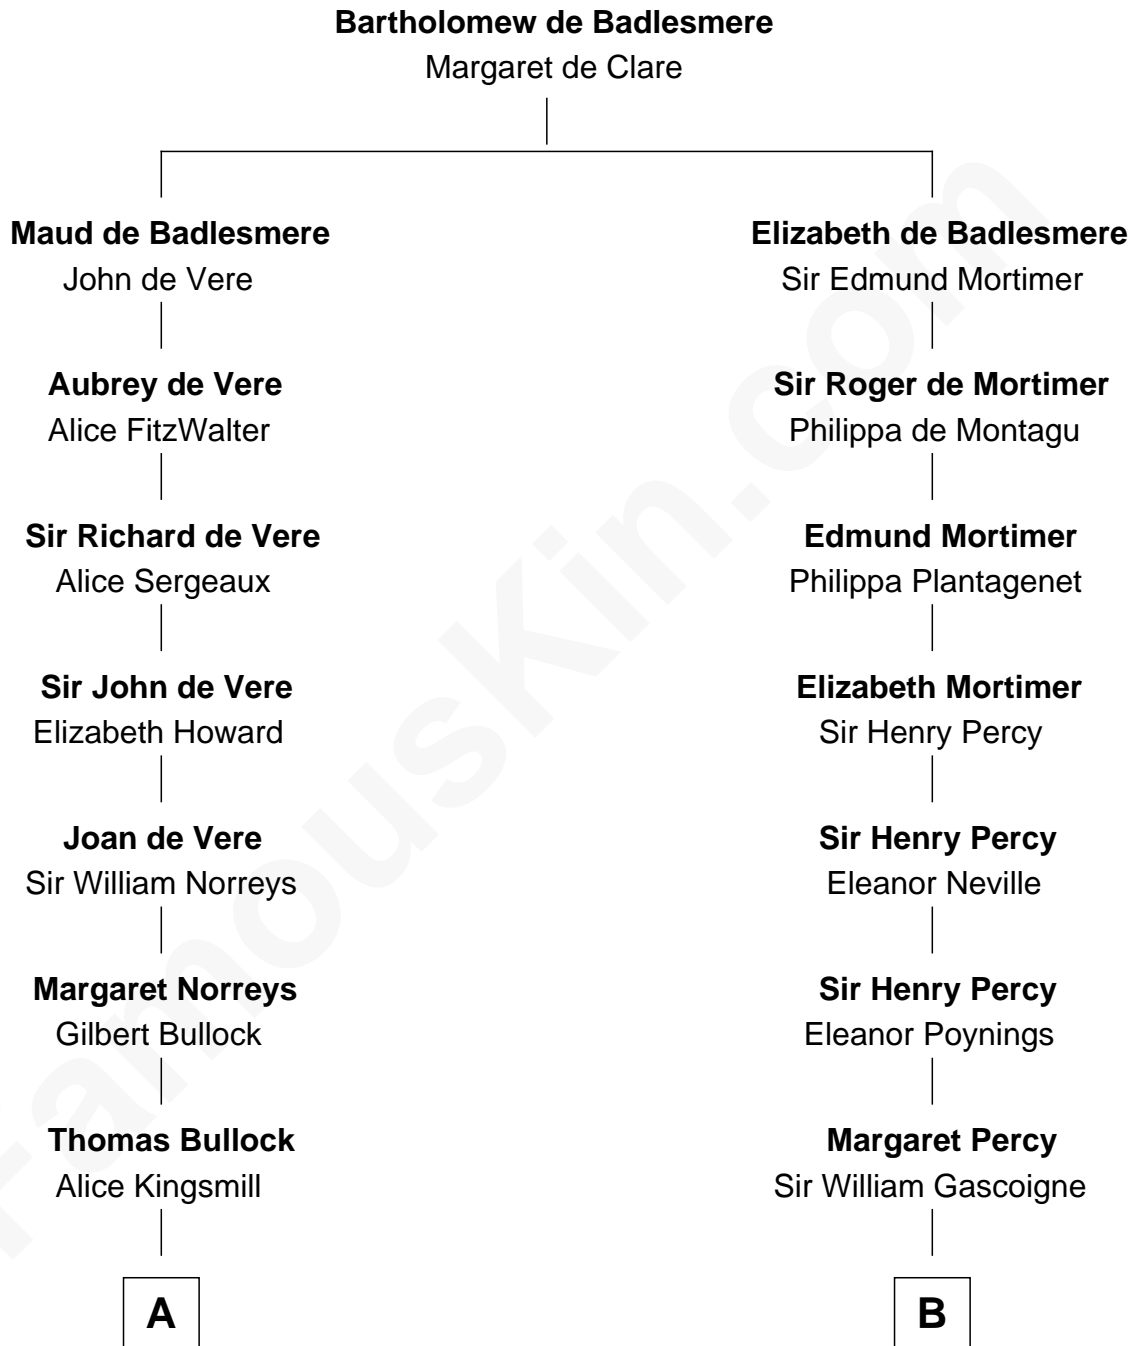 Bartholomew de Badlesmere
Margaret de Clare
Maud de Badlesmere
John de Vere
Elizabeth de Badlesmere
Sir Edmund Mortimer
Aubrey de Vere
Alice FitzWalter
Sir Roger de Mortimer
Philippa de Montagu
Sir Richard de Vere
Alice Sergeaux
Edmund Mortimer
Philippa Plantagenet
Sir John de Vere
Elizabeth Howard
Elizabeth Mortimer
Sir Henry Percy
Joan de Vere
Sir William Norreys
Sir Henry Percy
Eleanor Neville
Margaret Norreys
Gilbert Bullock
Sir Henry Percy
Eleanor Poynings
Thomas Bullock
Alice Kingsmill
Margaret Percy
Sir William Gascoigne
A
B
FamousKin.com